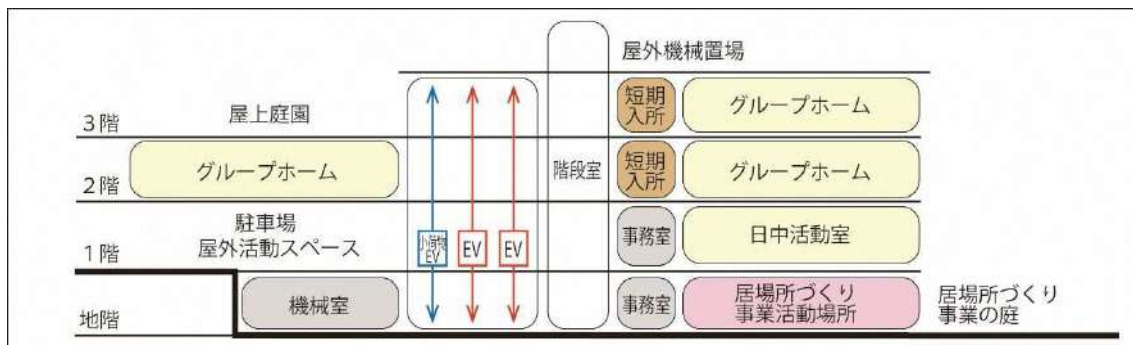 屋外機械置場
3階
屋上庭園
短期
入所
グループホーム
2階
グループホーム
階段室
短期
入所
グループホーム
1階
駐車場
屋外活動スペース
小荷物
EV
EV
EV
事務室
日中活動室
地階
機械室
事務室
居場所づくり
事業活動場所
居場所づくり
事業の庭